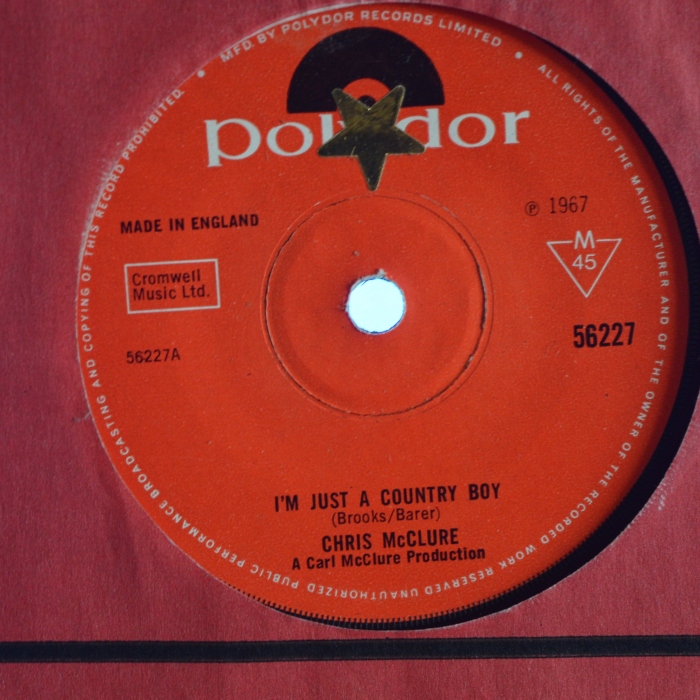 MFD. BY POLYDOR RECORDS LIMITED • ALL RIGHTS OF THE MANUFACTURER AND OF THE OWNER OF THE RECORDED WORK RESERVED UNAUTHORIZED PUBLIC PERFORMANCE BROADCASTING AND COPYING OF THIS RECORD PROHIBITED. •
polydor
MADE IN ENGLAND
℗ 1967
Cromwell
Music Ltd.
M
45
56227
56227A
I'M JUST A COUNTRY BOY
(Brooks/Barer)
CHRIS McCLURE
A Carl McClure Production